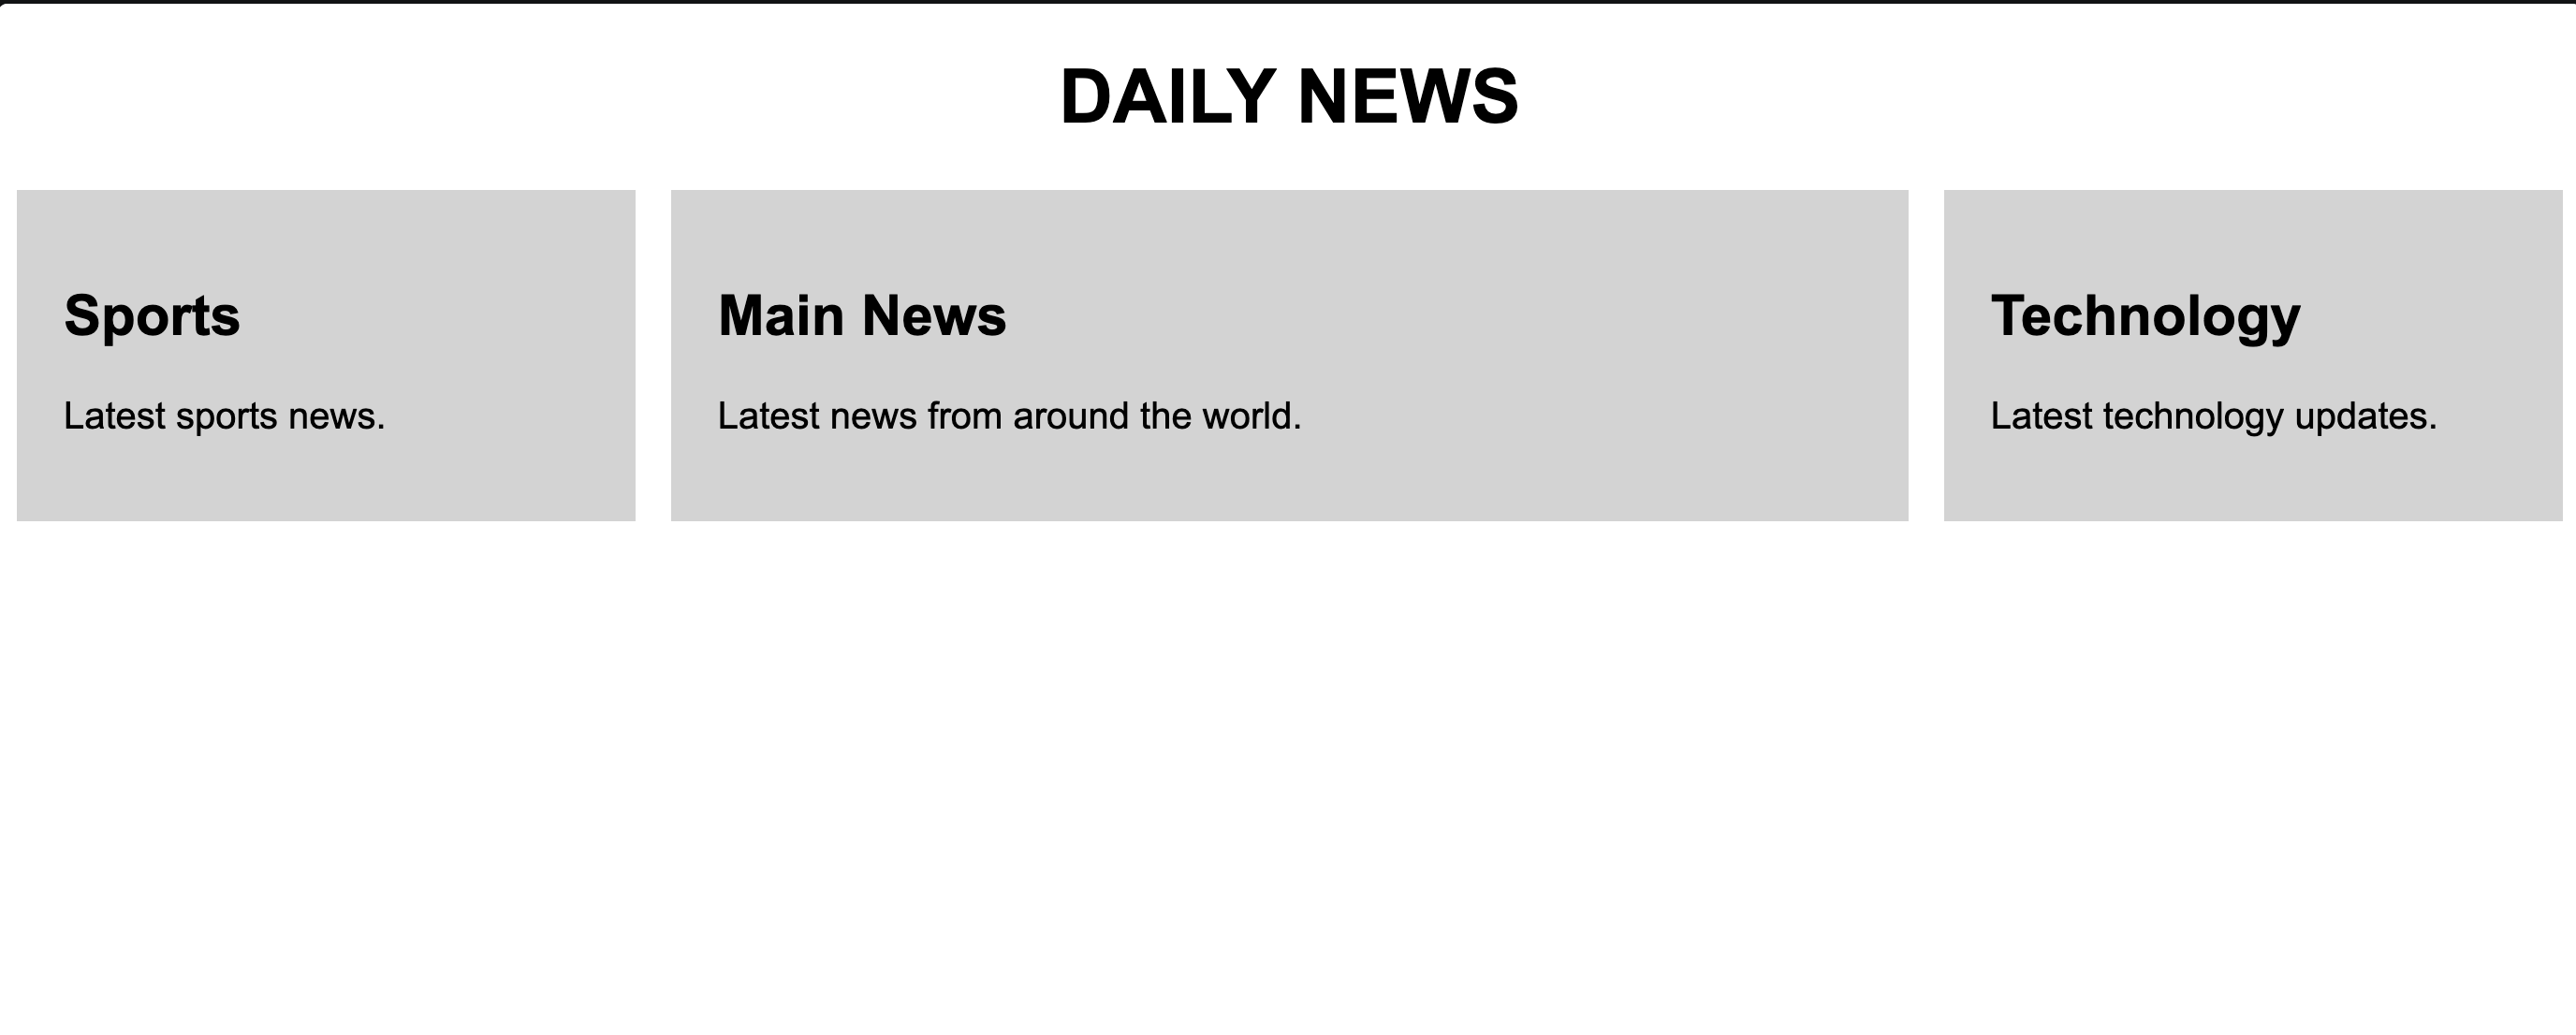 DAILY NEWS
Sports
Latest sports news.
Main News
Latest news from around the world.
Technology
Latest technology updates.